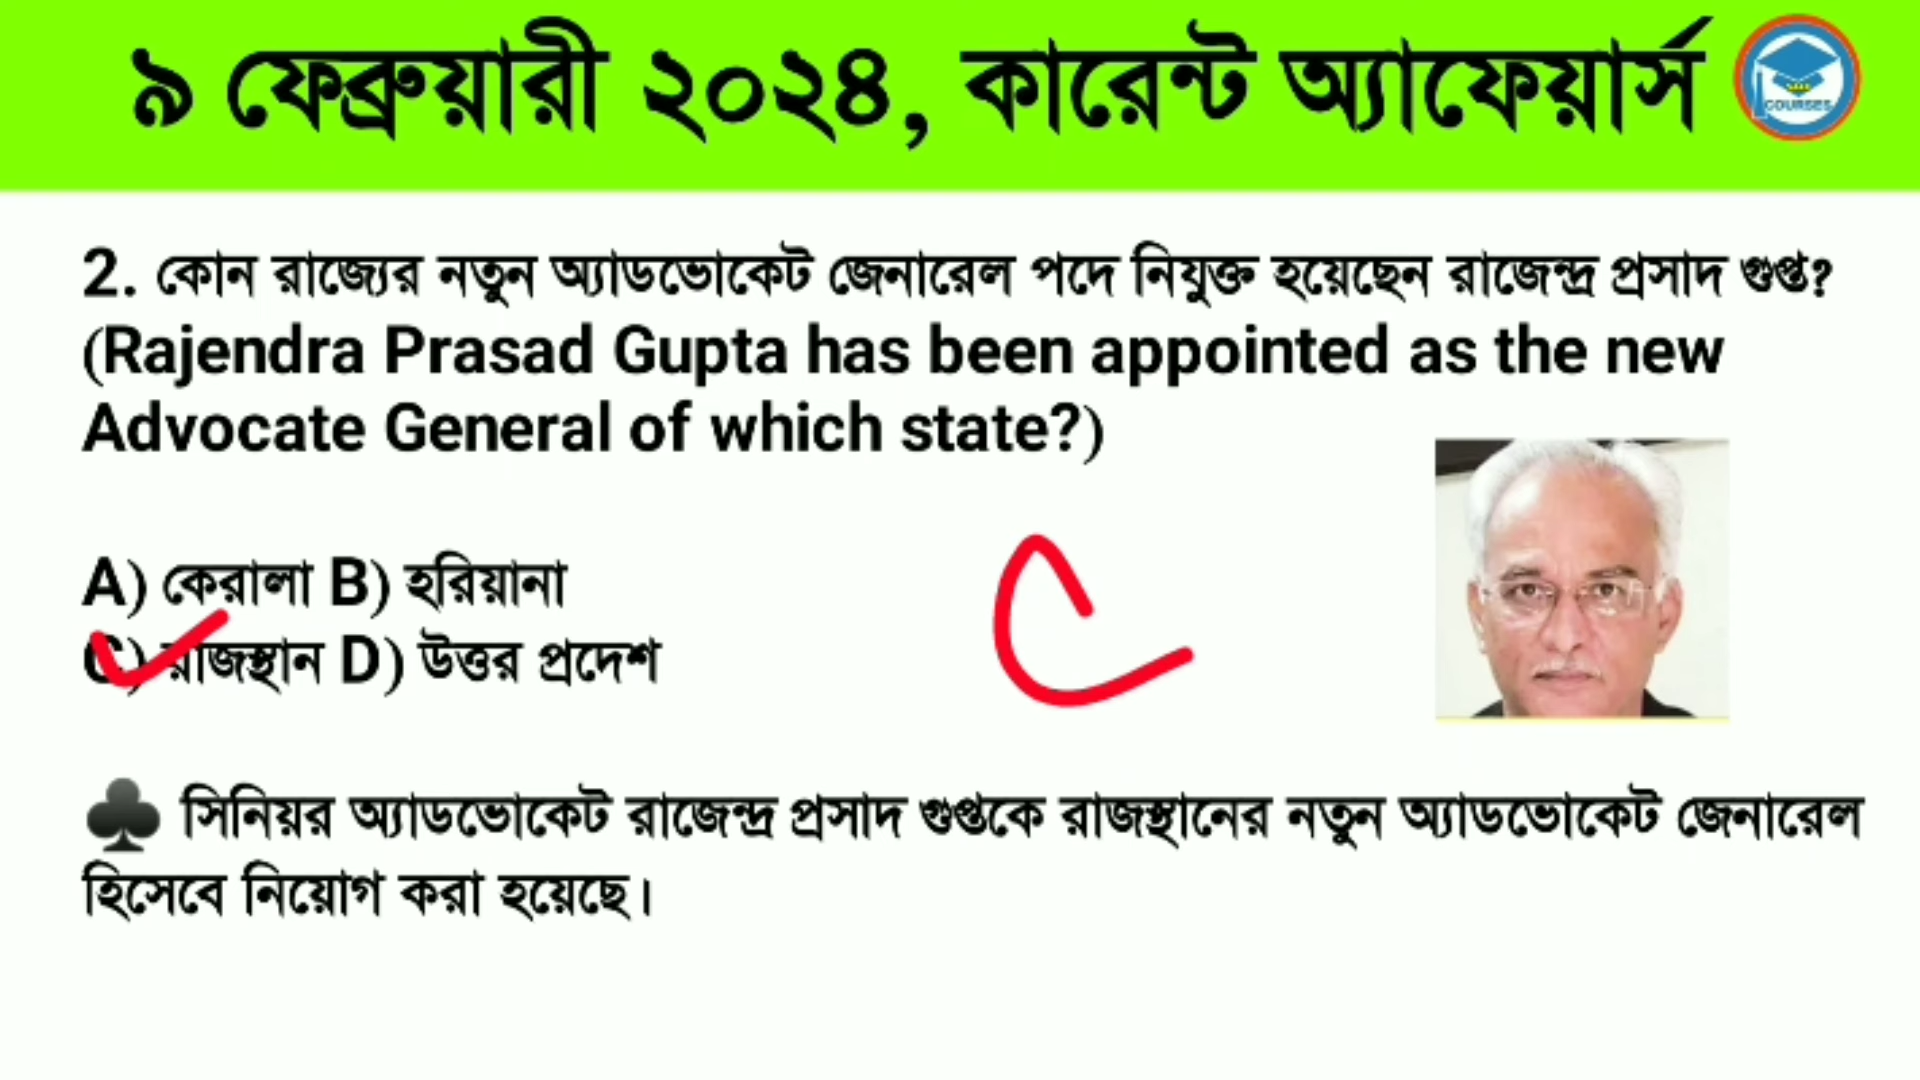 ৯ ফেব্রুয়ারী ২০২৪, কারেন্ট অ্যাফেয়ার্স
COURSES
2. কোন রাজ্যের নতুন অ্যাডভোকেট জেনারেল পদে নিযুক্ত হয়েছেন রাজেন্দ্র প্রসাদ গুপ্ত?
(Rajendra Prasad Gupta has been appointed as the new
Advocate General of which state?)
A) কেরালা B) হরিয়ানা
C) রাজস্থান D) উত্তর প্রদেশ
C
♣ সিনিয়র অ্যাডভোকেট রাজেন্দ্র প্রসাদ গুপ্তকে রাজস্থানের নতুন অ্যাডভোকেট জেনারেল
হিসেবে নিয়োগ করা হয়েছে।